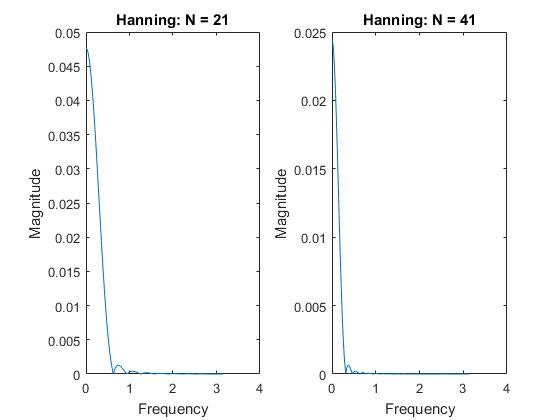 Hanning: N = 21
0.05
0.045
0.04
0.035
0.03
0.025
0.02
0.015
0.01
0.005
0
0 1 2 3 4
Magnitude
Frequency
Hanning: N = 41
0.025
0.02
0.015
0.01
0.005
0
0 1 2 3 4
Magnitude
Frequency